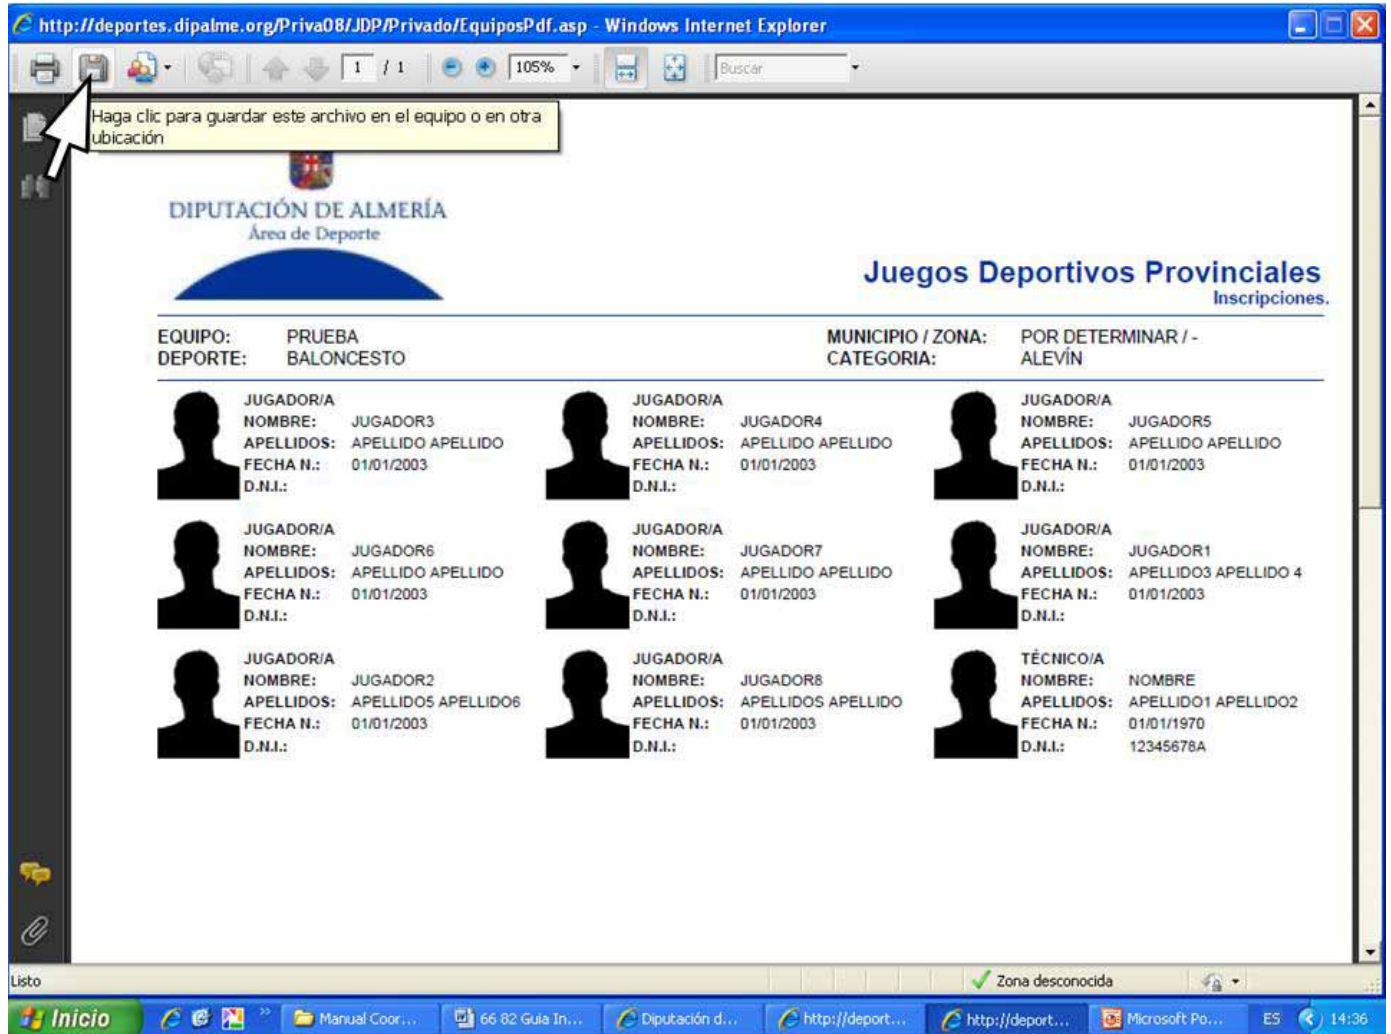 http://deportes.dipalme.org/Priva08/JDP/Privado/EquiposPdf.asp - Windows Internet Explorer
1 / 1 105% Buscar
Haga clic para guardar este archivo en el equipo o en otra
ubicación
DIPUTACIÓN DE ALMERÍA
Área de Deporte
Juegos Deportivos Provinciales
Inscripciones.
EQUIPO: PRUEBA MUNICIPIO / ZONA: POR DETERMINAR / -
DEPORTE: BALONCESTO CATEGORIA: ALEVÍN
JUGADOR/A JUGADOR/A JUGADOR/A
NOMBRE: JUGADOR3 NOMBRE: JUGADOR4 NOMBRE: JUGADOR5
APELLIDOS: APELLIDO APELLIDO APELLIDOS: APELLIDO APELLIDO APELLIDOS: APELLIDO APELLIDO
FECHA N.: 01/01/2003 FECHA N.: 01/01/2003 FECHA N.: 01/01/2003
D.N.I.: D.N.I.: D.N.I.:
JUGADOR/A JUGADOR/A JUGADOR/A
NOMBRE: JUGADOR6 NOMBRE: JUGADOR7 NOMBRE: JUGADOR1
APELLIDOS: APELLIDO APELLIDO APELLIDOS: APELLIDO APELLIDO APELLIDOS: APELLIDO3 APELLIDO 4
FECHA N.: 01/01/2003 FECHA N.: 01/01/2003 FECHA N.: 01/01/2003
D.N.I.: D.N.I.: D.N.I.:
JUGADOR/A JUGADOR/A TÉCNICO/A
NOMBRE: JUGADOR2 NOMBRE: JUGADOR8 NOMBRE: NOMBRE
APELLIDOS: APELLIDO5 APELLIDO6 APELLIDOS: APELLIDOS APELLIDO APELLIDOS: APELLIDO1 APELLIDO2
FECHA N.: 01/01/2003 FECHA N.: 01/01/2003 FECHA N.: 01/01/1970
D.N.I.: D.N.I.: D.N.I.: 12345678A
Listo Zona desconocida
Inicio Manual Coor... 66 82 Guia In... Diputación d... http://deport... http://deport... Microsoft Po... ES 14:36